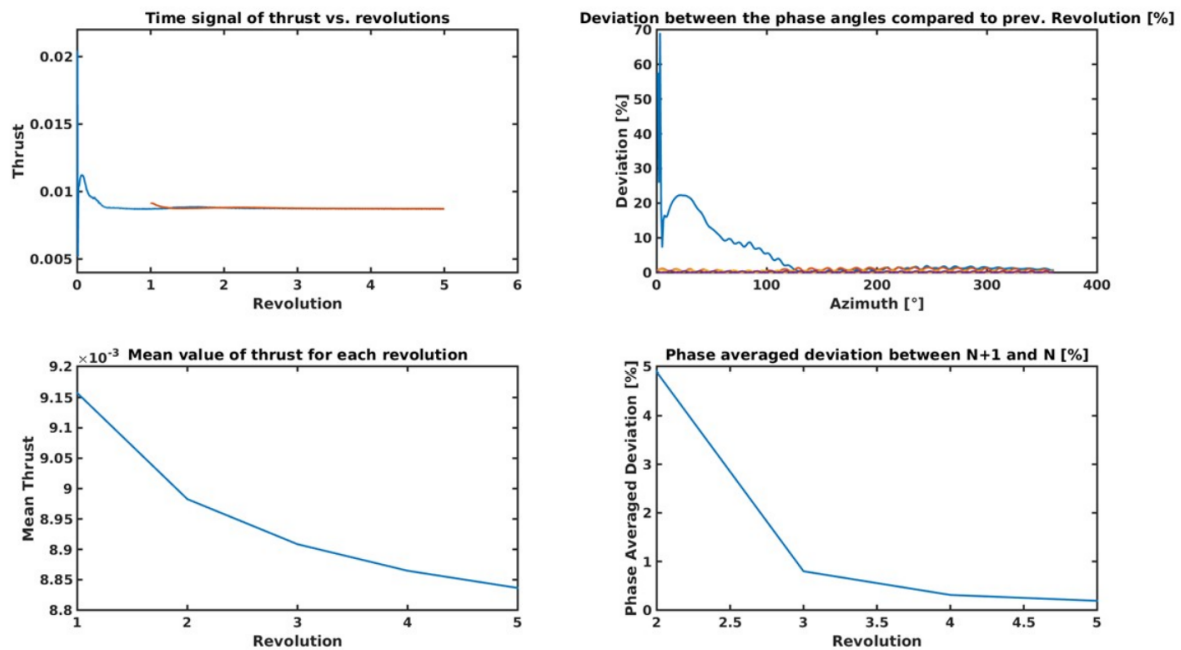 Time signal of thrust vs. revolutions
0.02
0.015
0.01
0.005
Thrust
0 1 2 3 4 5 6
Revolution
Deviation between the phase angles compared to prev. Revolution [%]
70
60
50
40
30
20
10
0
Deviation [%]
0 100 200 300 400
Azimuth [°]
×10⁻³ Mean value of thrust for each revolution
9.2
9.15
9.1
9.05
9
8.95
8.9
8.85
8.8
Mean Thrust
1 2 3 4 5
Revolution
Phase averaged deviation between N+1 and N [%]
5
4
3
2
1
0
Phase Averaged Deviation [%]
2 2.5 3 3.5 4 4.5 5
Revolution